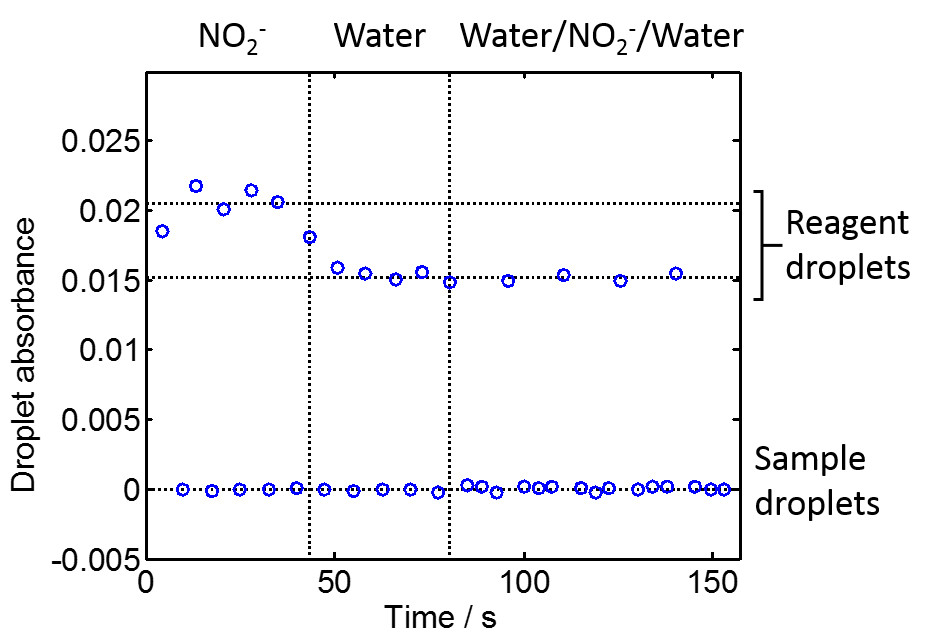 NO₂⁻
Water
Water/NO₂⁻/Water
Droplet absorbance
0.025
0.02
0.015
0.01
0.005
0
-0.005
0
50
100
150
Time / s
Reagent
droplets
Sample
droplets